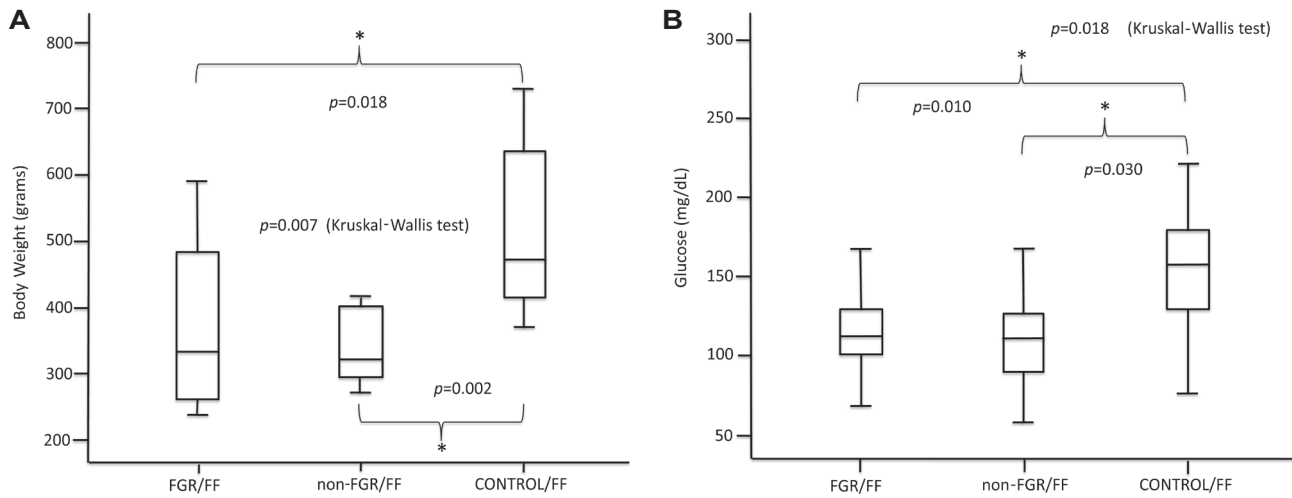 A
800
700
600
500
400
300
200
Body Weight (grams)
*
p=0.018
p=0.007 (Kruskal-Wallis test)
p=0.002
*
FGR/FF
non-FGR/FF
CONTROL/FF
B
300
250
200
150
100
50
Glucose (mg/dL)
p=0.018 (Kruskal-Wallis test)
*
p=0.010
*
p=0.030
FGR/FF
non-FGR/FF
CONTROL/FF